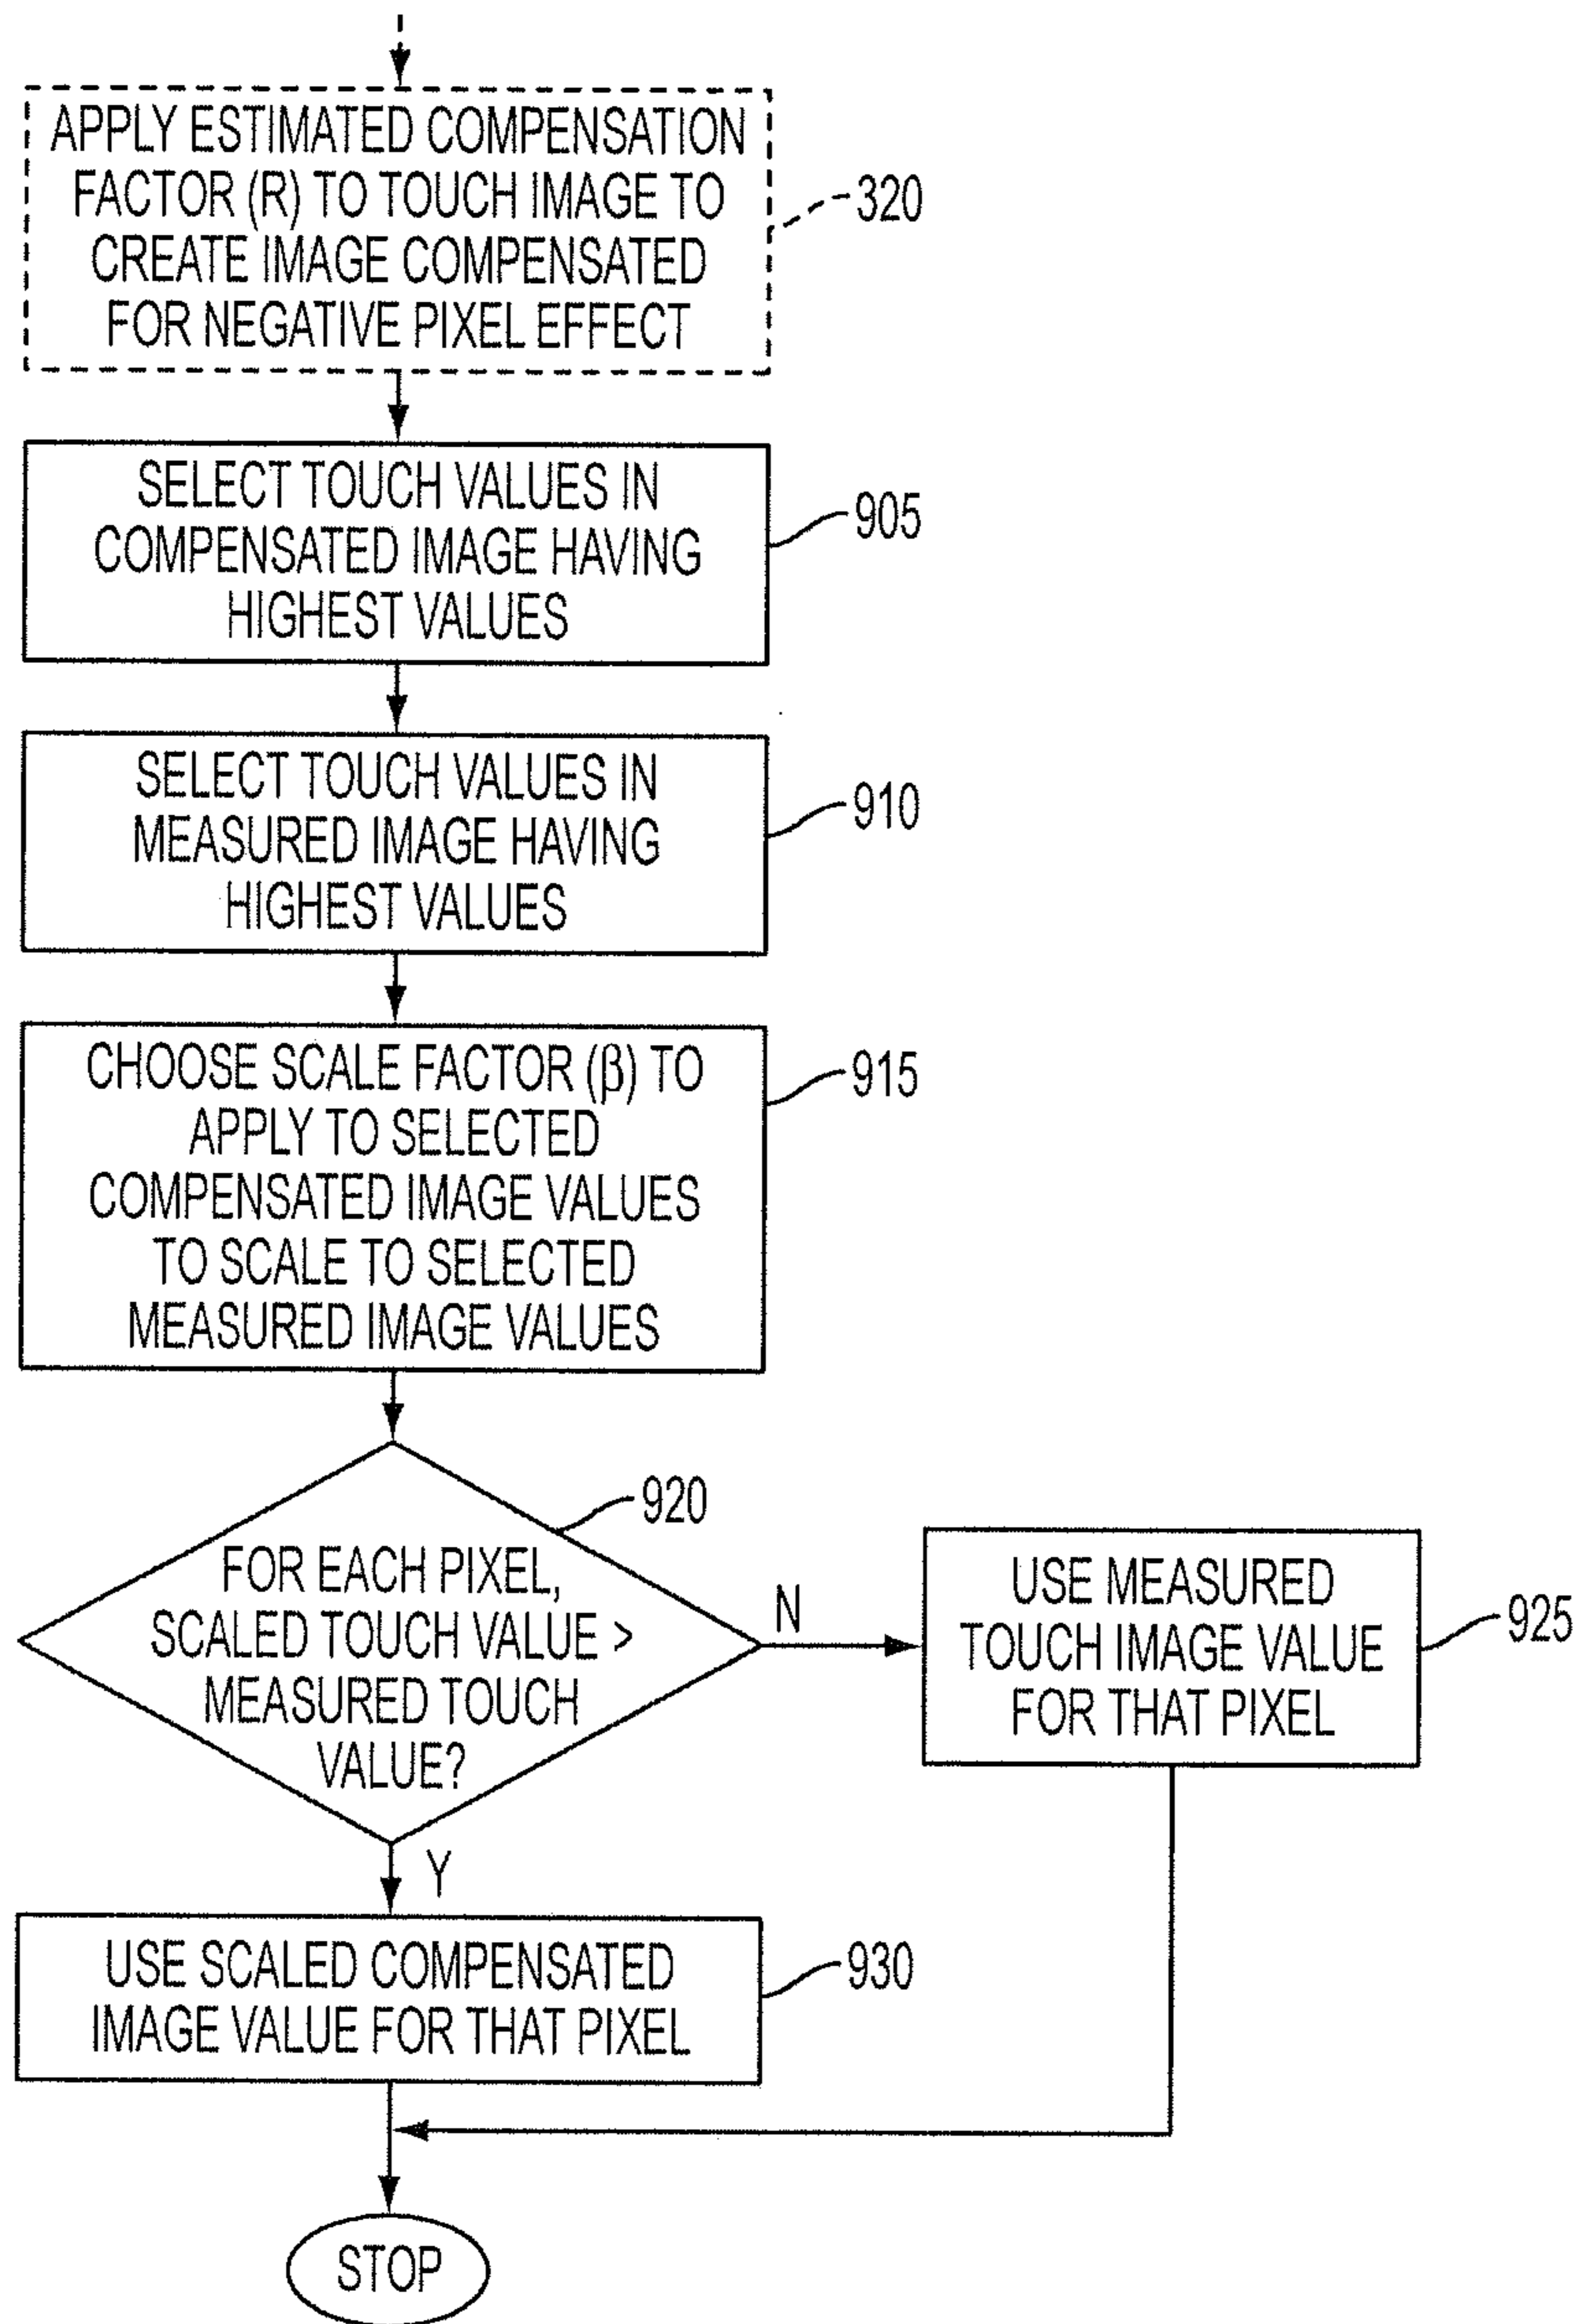 APPLY ESTIMATED COMPENSATION
FACTOR (R) TO TOUCH IMAGE TO
CREATE IMAGE COMPENSATED
FOR NEGATIVE PIXEL EFFECT
320
SELECT TOUCH VALUES IN
COMPENSATED IMAGE HAVING
HIGHEST VALUES
905
SELECT TOUCH VALUES IN
MEASURED IMAGE HAVING
HIGHEST VALUES
910
CHOOSE SCALE FACTOR (β) TO
APPLY TO SELECTED
COMPENSATED IMAGE VALUES
TO SCALE TO SELECTED
MEASURED IMAGE VALUES
915
920
FOR EACH PIXEL,
SCALED TOUCH VALUE >
MEASURED TOUCH
VALUE?
N
USE MEASURED
TOUCH IMAGE VALUE
FOR THAT PIXEL
925
Y
USE SCALED COMPENSATED
IMAGE VALUE FOR THAT PIXEL
930
STOP